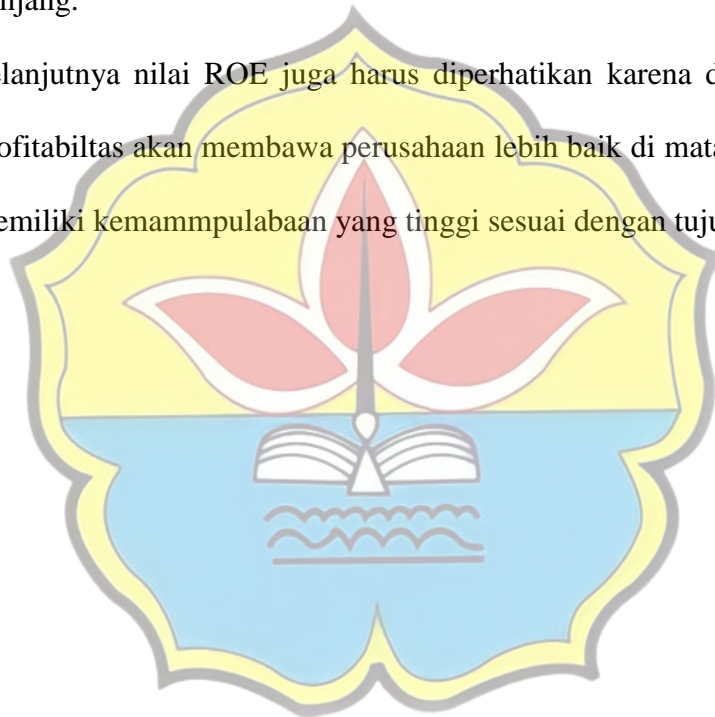 njang.
elanjutnya nilai ROE juga harus diperhatikan karena d
ofitabiltas akan membawa perusahaan lebih baik di mata
emiliki kemammpulabaan yang tinggi sesuai dengan tuju